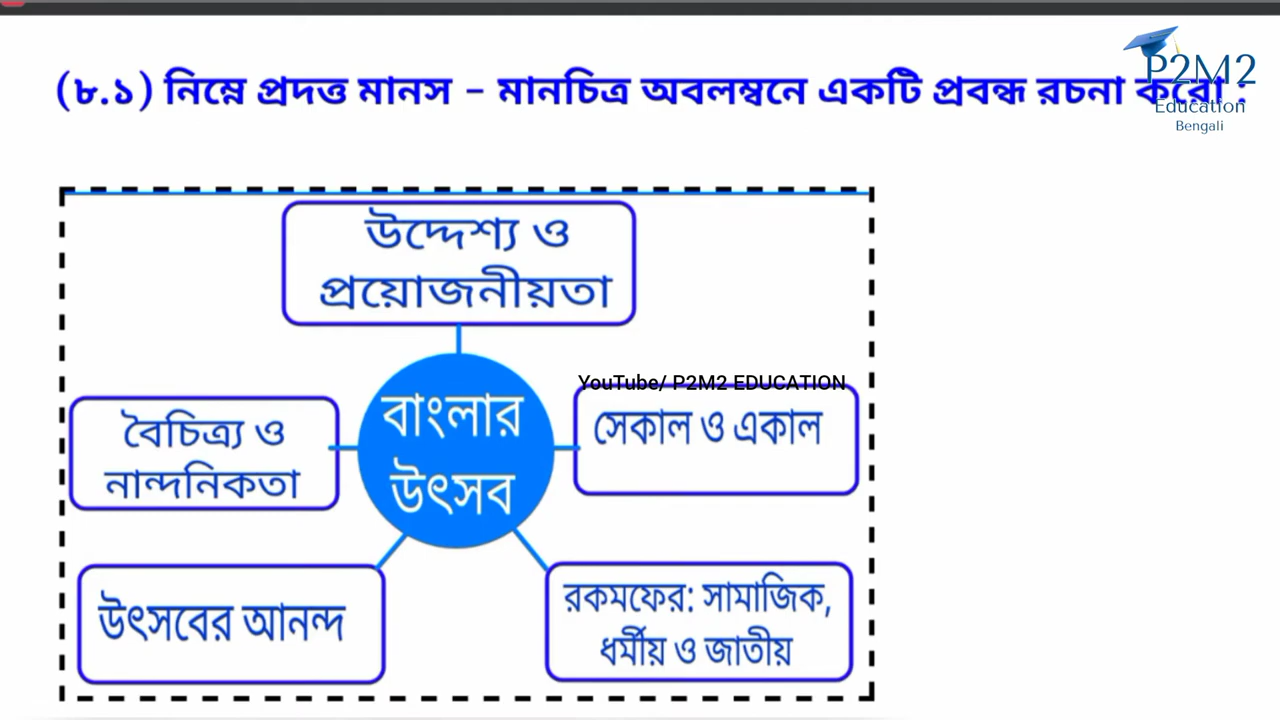 (৮.১) নিম্নে প্রদত্ত মানস - মানচিত্র অবলম্বনে একটি প্রবন্ধ রচনা করো :
P2M2
Education
Bengali
উদ্দেশ্য ও
প্রয়োজনীয়তা
YouTube/ P2M2 EDUCATION
বৈচিত্র্য ও
নান্দনিকতা
বাংলার
উৎসব
সেকাল ও একাল
উৎসবের আনন্দ
রকমফের: সামাজিক,
ধর্মীয় ও জাতীয়